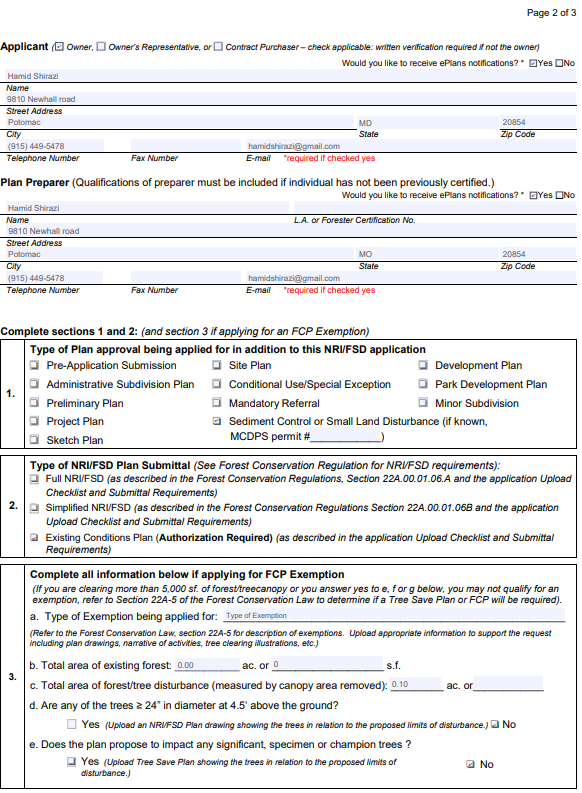 Page 2 of 3
Applicant (☑ Owner, ☐ Owner's Representative, or ☐ Contract Purchaser – check applicable: written verification required if not the owner)
Would you like to receive ePlans notifications? * ☑Yes ☐No
Hamid Shirazi
Name
9810 Newhall road
Street Address
Potomac MD 20854
City State Zip Code
(915) 449-5478 hamidshirazi@gmail.com
Telephone Number Fax Number E-mail *required if checked yes
Plan Preparer (Qualifications of preparer must be included if individual has not been previously certified.)
Would you like to receive ePlans notifications? * ☑Yes ☐No
Hamid Shirazi
Name L.A. or Forester Certification No.
9810 Newhall road
Street Address
Potomac MO 20854
City State Zip Code
(915) 449-5478 hamidshirazi@gmail.com
Telephone Number Fax Number E-mail *required if checked yes
Complete sections 1 and 2: (and section 3 if applying for an FCP Exemption)
1.
Type of Plan approval being applied for in addition to this NRI/FSD application
☐ Pre-Application Submission ☐ Site Plan ☐ Development Plan
☐ Administrative Subdivision Plan ☐ Conditional Use/Special Exception ☐ Park Development Plan
☐ Preliminary Plan ☐ Mandatory Referral ☐ Minor Subdivision
☐ Project Plan ☑ Sediment Control or Small Land Disturbance (if known,
☐ Sketch Plan MCDPS permit #____________)
2.
Type of NRI/FSD Plan Submittal (See Forest Conservation Regulation for NRI/FSD requirements):
☐ Full NRI/FSD (as described in the Forest Conservation Regulations, Section 22A.00.01.06.A and the application Upload
Checklist and Submittal Requirements)
☐ Simplified NRI/FSD (as described in the Forest Conservation Regulations Section 22A.00.01.06B and the application
Upload Checklist and Submittal Requirements)
☑ Existing Conditions Plan (Authorization Required) (as described in the application Upload Checklist and Submittal
Requirements)
3.
Complete all information below if applying for FCP Exemption
(If you are clearing more than 5,000 sf. of forest/treecanopy or you answer yes to e, f or g below, you may not qualify for an
exemption, refer to Section 22A-5 of the Forest Conservation Law to determine if a Tree Save Plan or FCP will be required).
a. Type of Exemption being applied for: Type of Exemption
(Refer to the Forest Conservation Law, section 22A-5 for description of exemptions. Upload appropriate information to support the request
including plan drawings, narrative of activities, tree clearing illustrations, etc.)
b. Total area of existing forest: 0.00 ac. or 0 s.f.
c. Total area of forest/tree disturbance (measured by canopy area removed): 0.10 ac. or
d. Are any of the trees ≥ 24" in diameter at 4.5' above the ground?
☐ Yes (Upload an NRI/FSD Plan drawing showing the trees in relation to the proposed limits of disturbance.) ☑ No
e. Does the plan propose to impact any significant, specimen or champion trees ?
☐ Yes (Upload Tree Save Plan showing the trees in relation to the proposed limits of
disturbance.) ☑ No